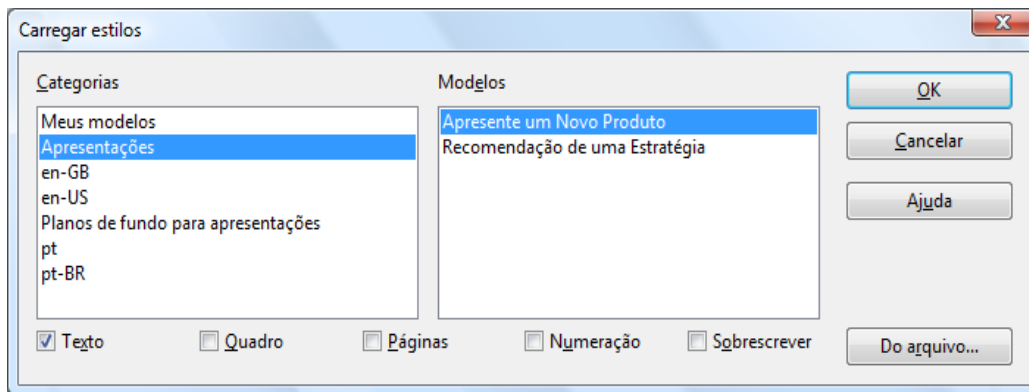 Carregar estilos
Categorias
Meus modelos
Apresentações
en-GB
en-US
Planos de fundo para apresentações
pt
pt-BR
Modelos
Apresente um Novo Produto
Recomendação de uma Estratégia
OK
Cancelar
Ajuda
Texto
Quadro
Páginas
Numeração
Sobrescrever
Do arquivo...